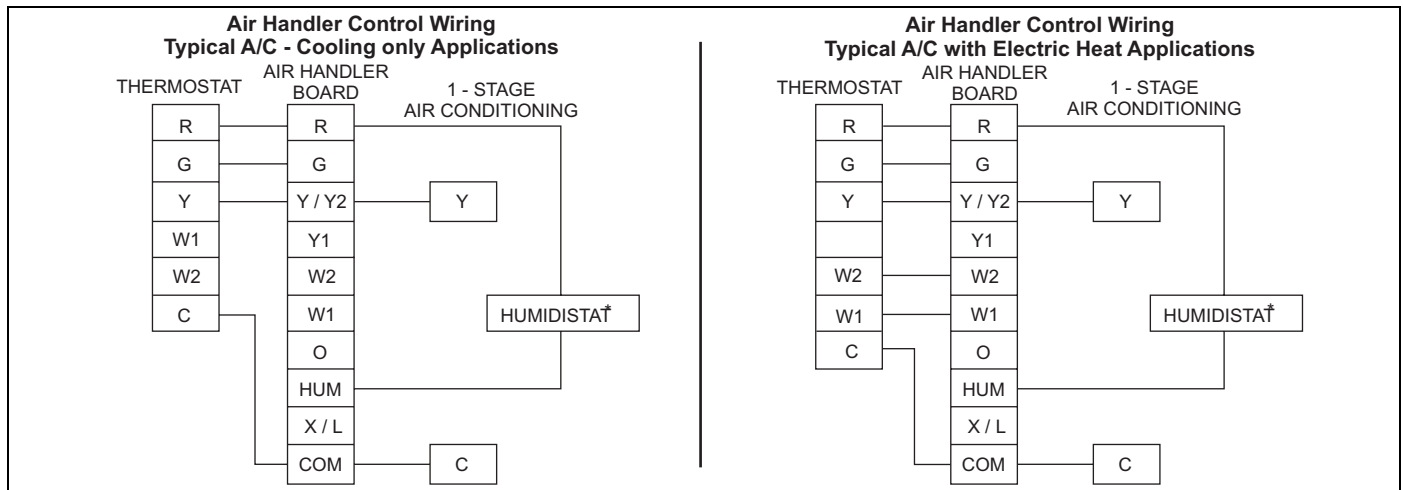 Air Handler Control Wiring
Typical A/C - Cooling only Applications
THERMOSTAT
AIR HANDLER
BOARD
1 - STAGE
AIR CONDITIONING
R
G
Y
W1
W2
C
R
G
Y / Y2
Y1
W2
W1
O
HUM
X / L
COM
Y
HUMIDISTAT*
C
Air Handler Control Wiring
Typical A/C with Electric Heat Applications
THERMOSTAT
AIR HANDLER
BOARD
1 - STAGE
AIR CONDITIONING
R
G
Y
W2
W1
C
R
G
Y / Y2
Y1
W2
W1
O
HUM
X / L
COM
Y
HUMIDISTAT*
C